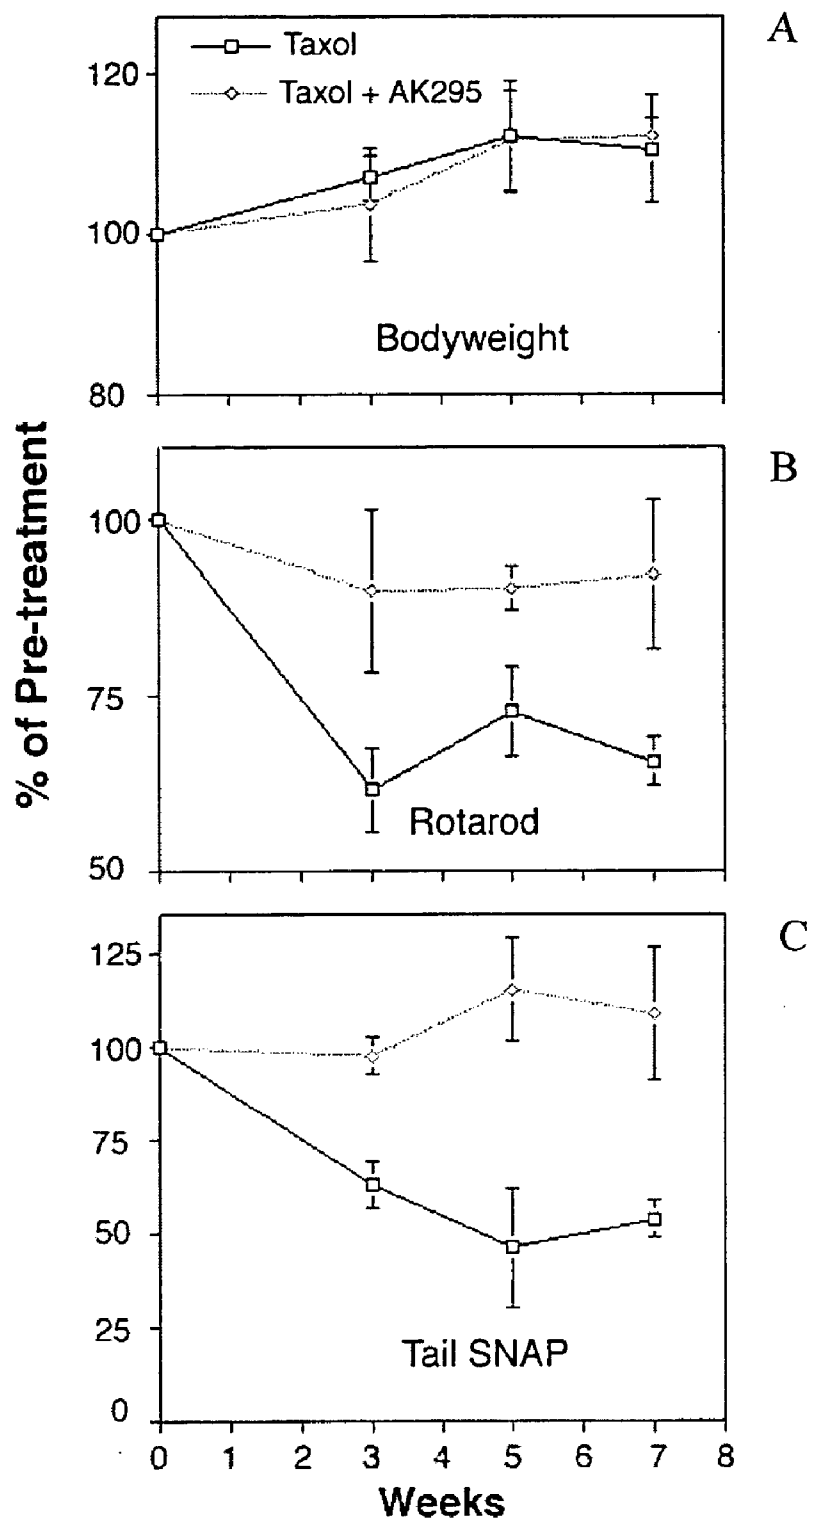 A
Taxol
Taxol + AK295
120
100
80
Bodyweight
% of Pre-treatment
B
100
75
50
Rotarod
C
125
100
75
50
25
0
Tail SNAP
0 1 2 3 4 5 6 7 8
Weeks